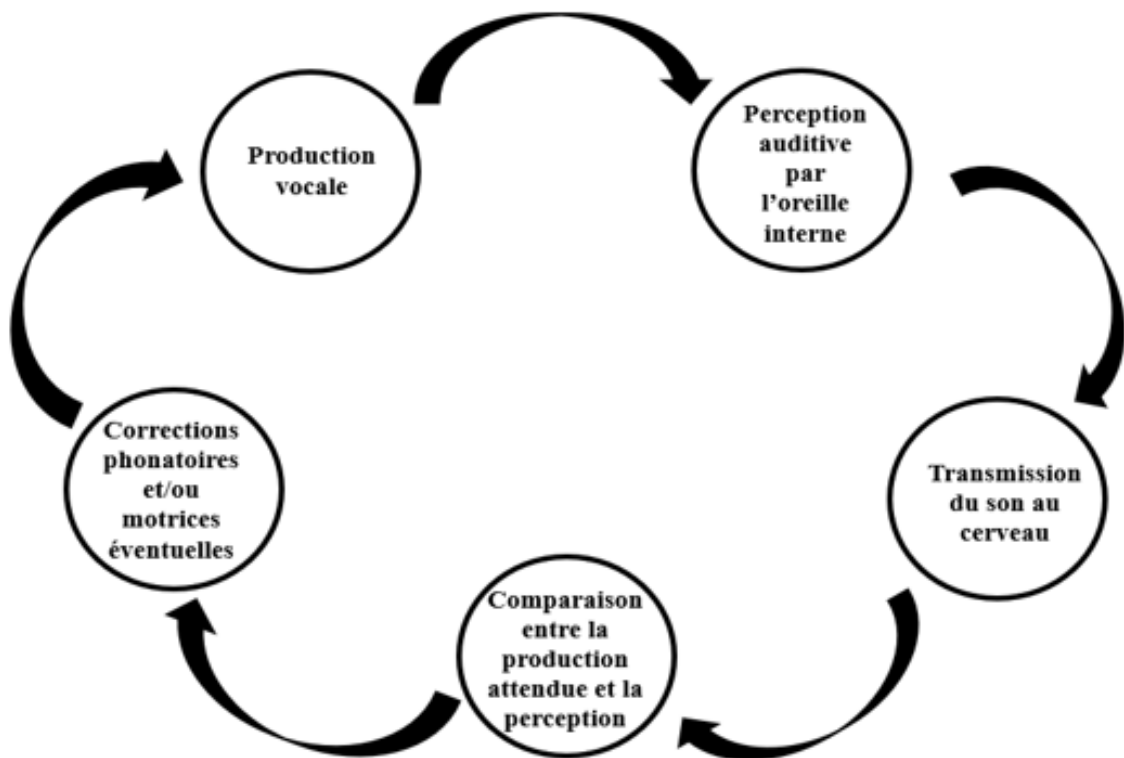 Production
vocale
Perception
auditive
par
l’oreille
interne
Transmission
du son au
cerveau
Comparaison
entre la
production
attendue et la
perception
Corrections
phonatoires
et/ou
motrices
éventuelles